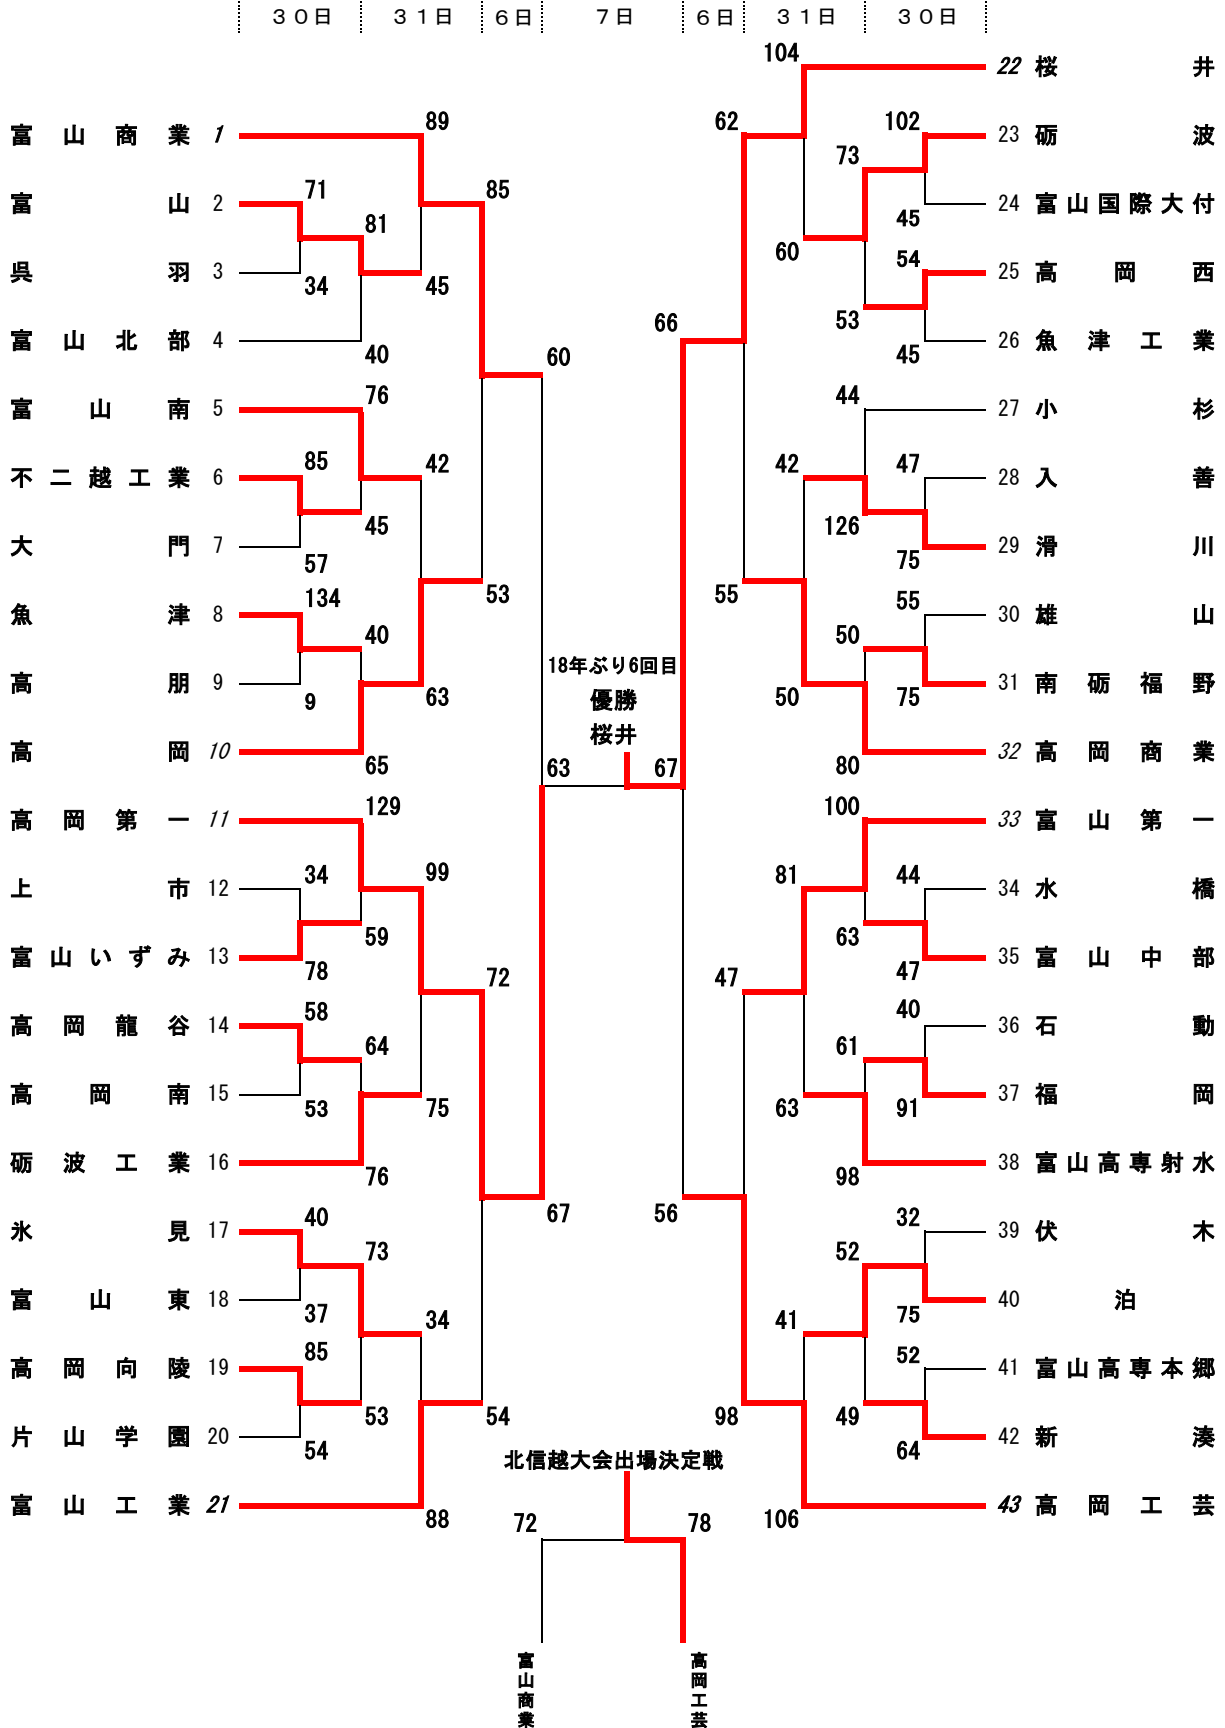 ３０日 ３１日 ６日 ７日 ６日 ３１日 ３０日
富山商業 1
富山 2
呉羽 3
富山北部 4
富山南 5
不二越工業 6
大門 7
魚津 8
高朋 9
高岡 10
高岡第一 11
上市 12
富山いずみ 13
高岡龍谷 14
高岡南 15
砺波工業 16
氷見 17
富山東 18
高岡向陵 19
片山学園 20
富山工業 21
71
34
85
57
134
9
34
78
58
53
40
37
85
54
81
40
76
45
40
65
129
59
64
76
73
53
89
45
42
63
99
75
34
88
85
53
72
54
60
67
63
18年ぶり6回目
優勝
桜井
67
66
56
62
55
47
98
104
60
42
50
81
63
41
106
73
53
44
126
50
80
100
63
61
98
52
49
102
45
54
45
47
75
55
75
44
47
40
91
32
75
52
64
22 桜井
23 砺波
24 富山国際大付
25 高岡西
26 魚津工業
27 小杉
28 入善
29 滑川
30 雄山
31 南砺福野
32 高岡商業
33 富山第一
34 水橋
35 富山中部
36 石動
37 福岡
38 富山高専射水
39 伏木
40 泊
41 富山高専本郷
42 新湊
43 高岡工芸
北信越大会出場決定戦
72 78
富山商業
高岡工芸